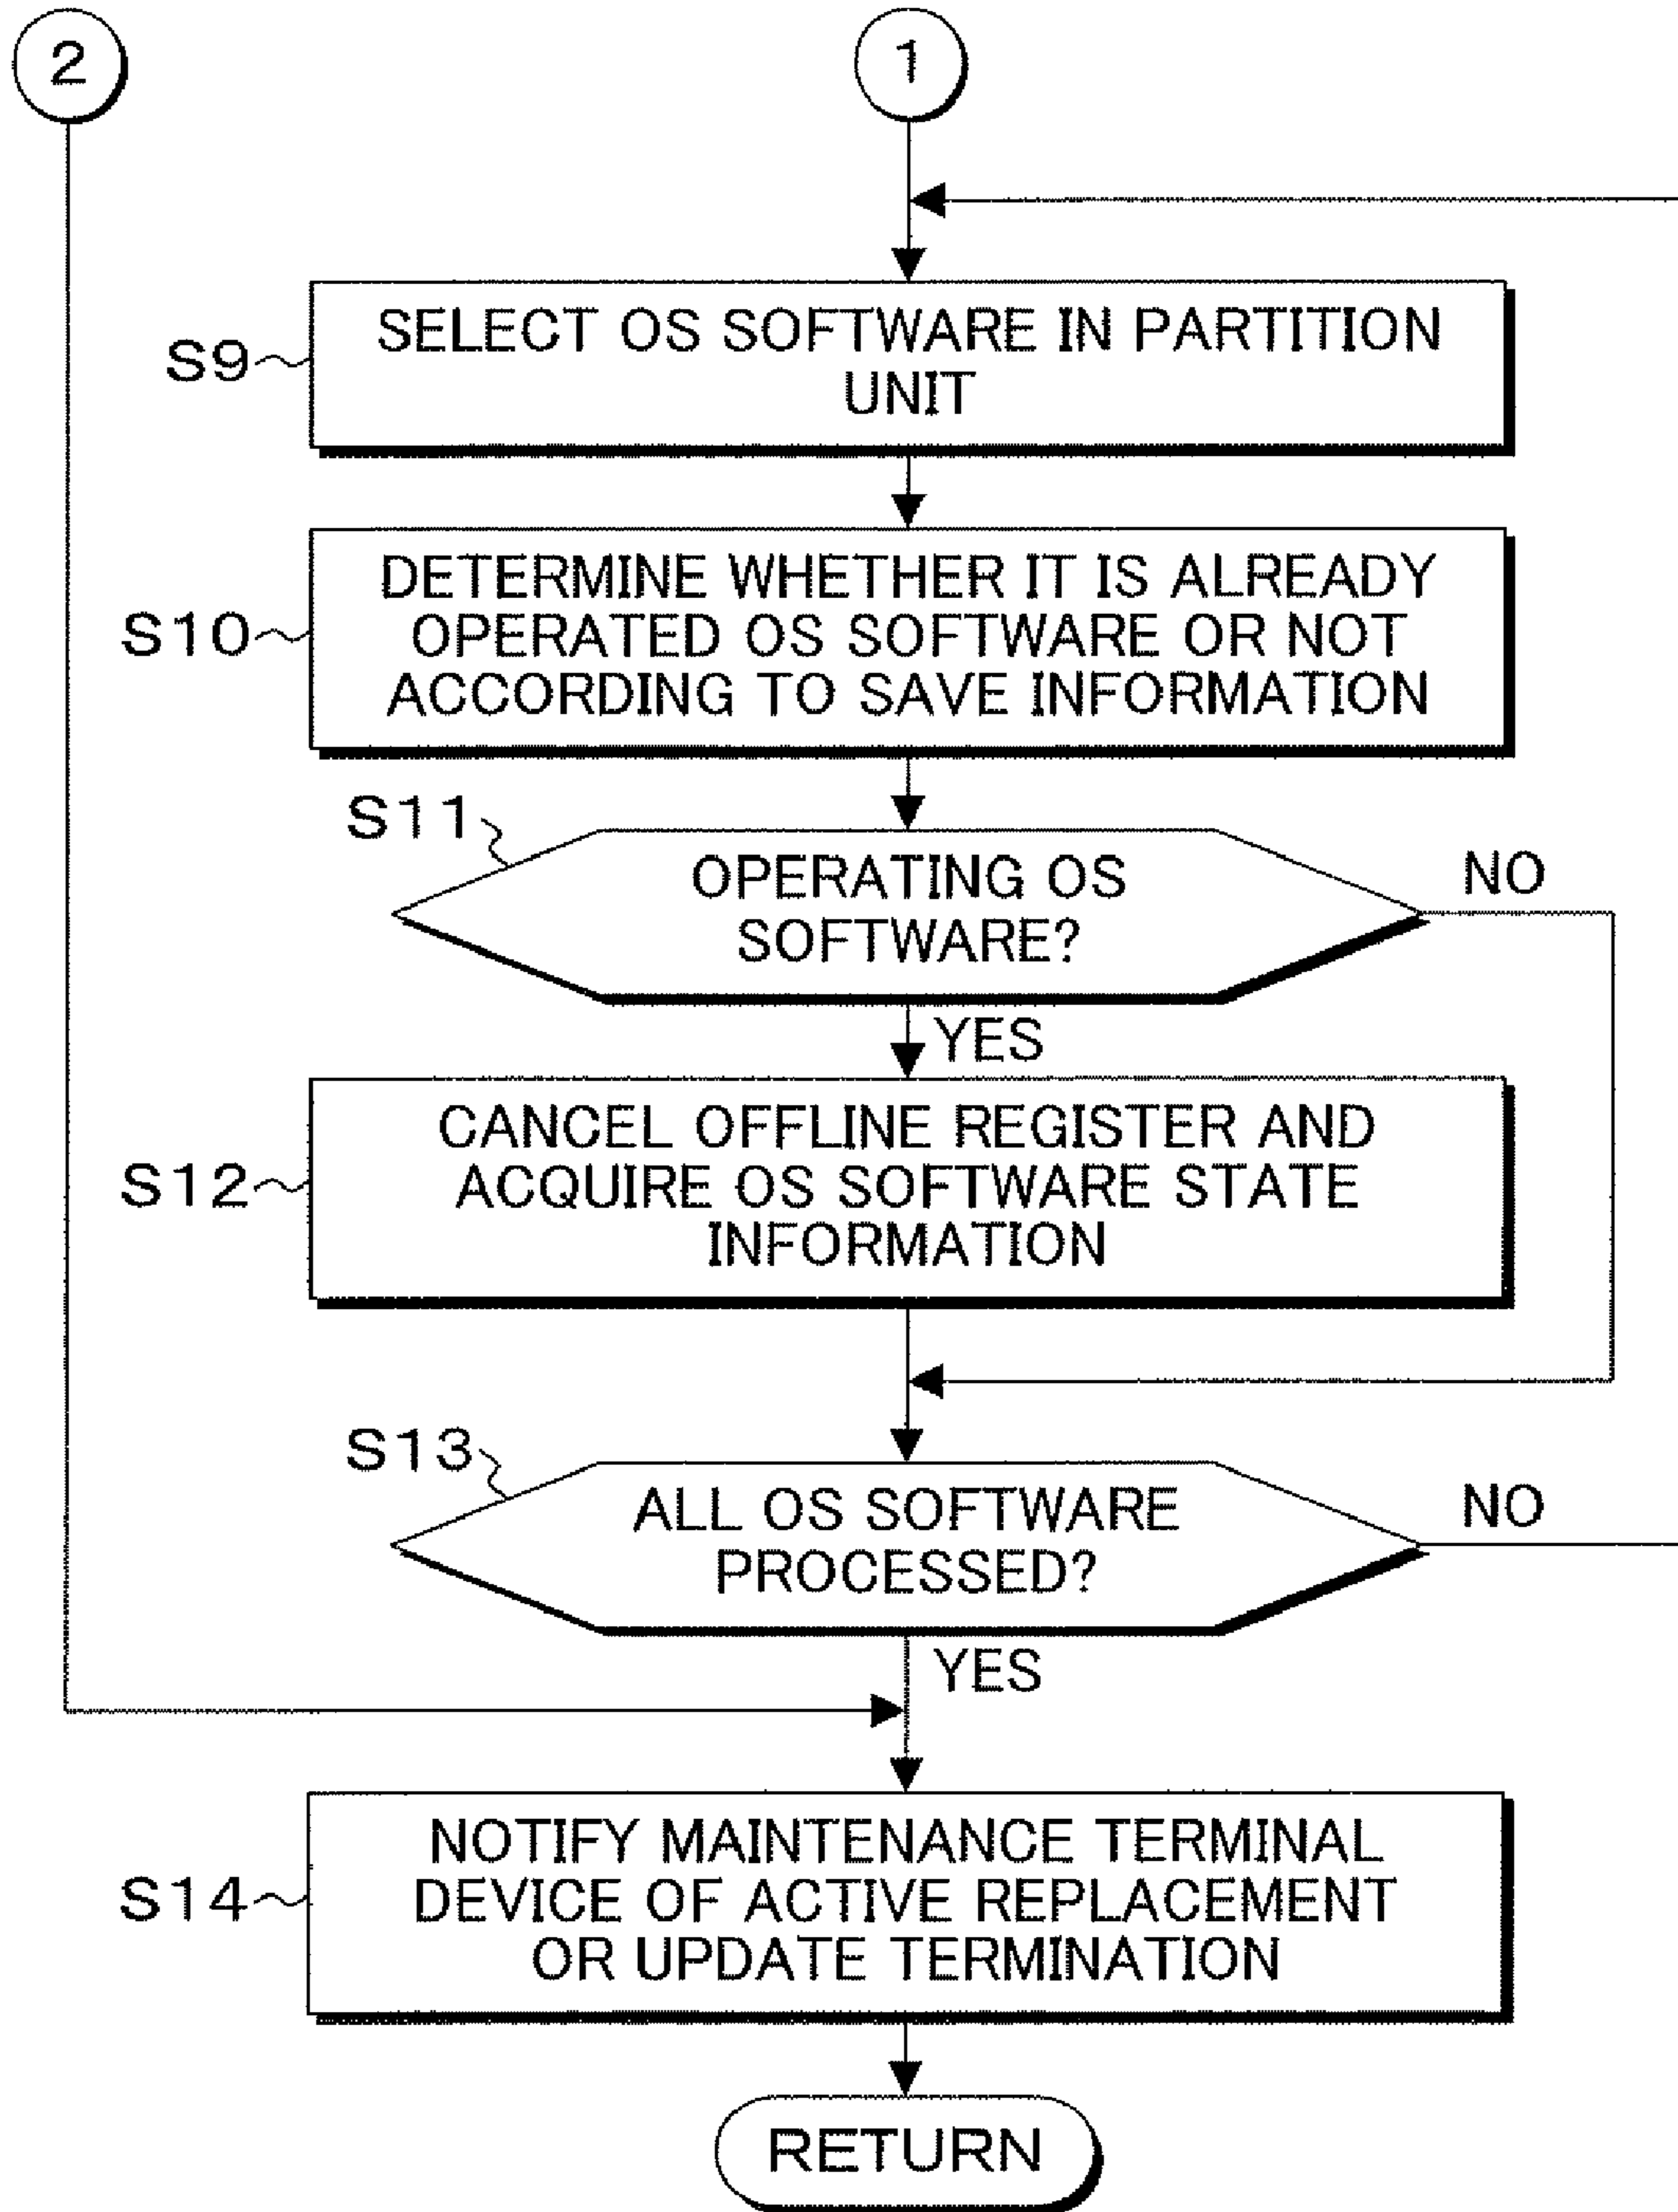 2
1
S9
SELECT OS SOFTWARE IN PARTITION
UNIT
S10
DETERMINE WHETHER IT IS ALREADY
OPERATED OS SOFTWARE OR NOT
ACCORDING TO SAVE INFORMATION
S11
OPERATING OS
SOFTWARE?
NO
YES
S12
CANCEL OFFLINE REGISTER AND
ACQUIRE OS SOFTWARE STATE
INFORMATION
S13
ALL OS SOFTWARE
PROCESSED?
NO
YES
S14
NOTIFY MAINTENANCE TERMINAL
DEVICE OF ACTIVE REPLACEMENT
OR UPDATE TERMINATION
RETURN